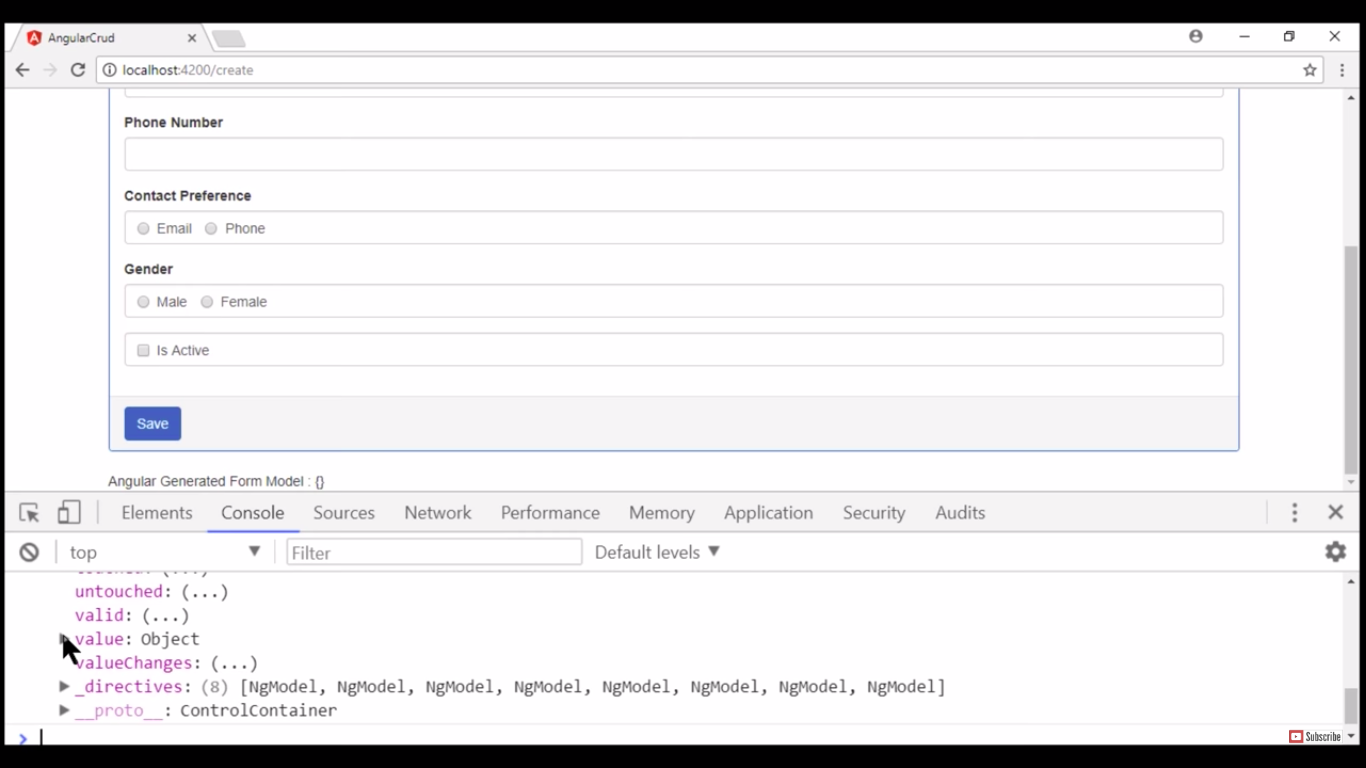 AngularCrud
localhost:4200/create
Phone Number
Contact Preference
Email Phone
Gender
Male Female
Is Active
Save
Angular Generated Form Model : {}
Elements Console Sources Network Performance Memory Application Security Audits
top Filter Default levels
untouched: (...)
valid: (...)
value: Object
valueChanges: (...)
_directives: (8) [NgModel, NgModel, NgModel, NgModel, NgModel, NgModel, NgModel, NgModel]
__proto__: ControlContainer
Subscribe